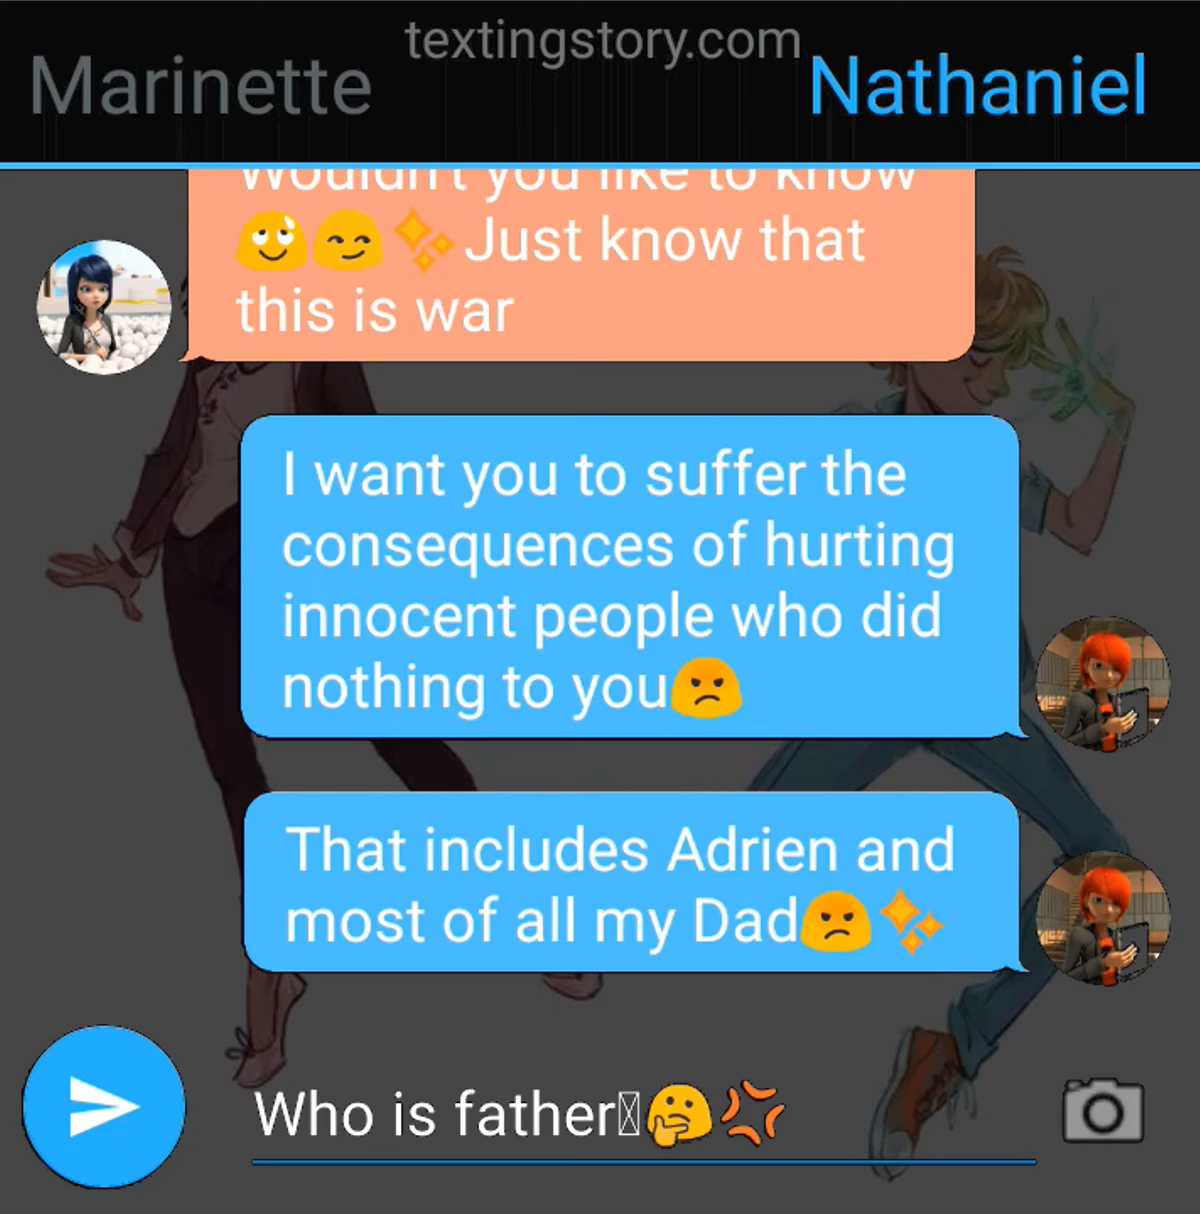 textingstory.com
Marinette
Nathaniel
Wouldn't you like to know
🙄😏✨Just know that
this is war
I want you to suffer the
consequences of hurting
innocent people who did
nothing to you😠
That includes Adrien and
most of all my Dad😠✨
Who is father🤔💢